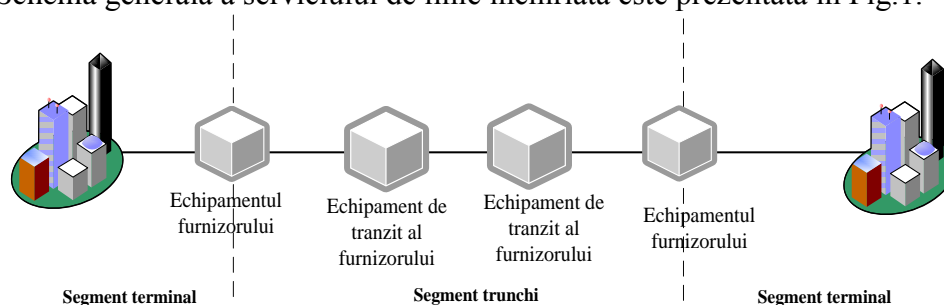 Schema generală a serviciului de linie închiriată este prezentată în Fig.1.
Echipamentul
furnizorului
Echipament de
tranzit al
furnizorului
Echipament de
tranzit al
furnizorului
Echipamentul
furnizorului
Segment terminal
Segment trunchi
Segment terminal